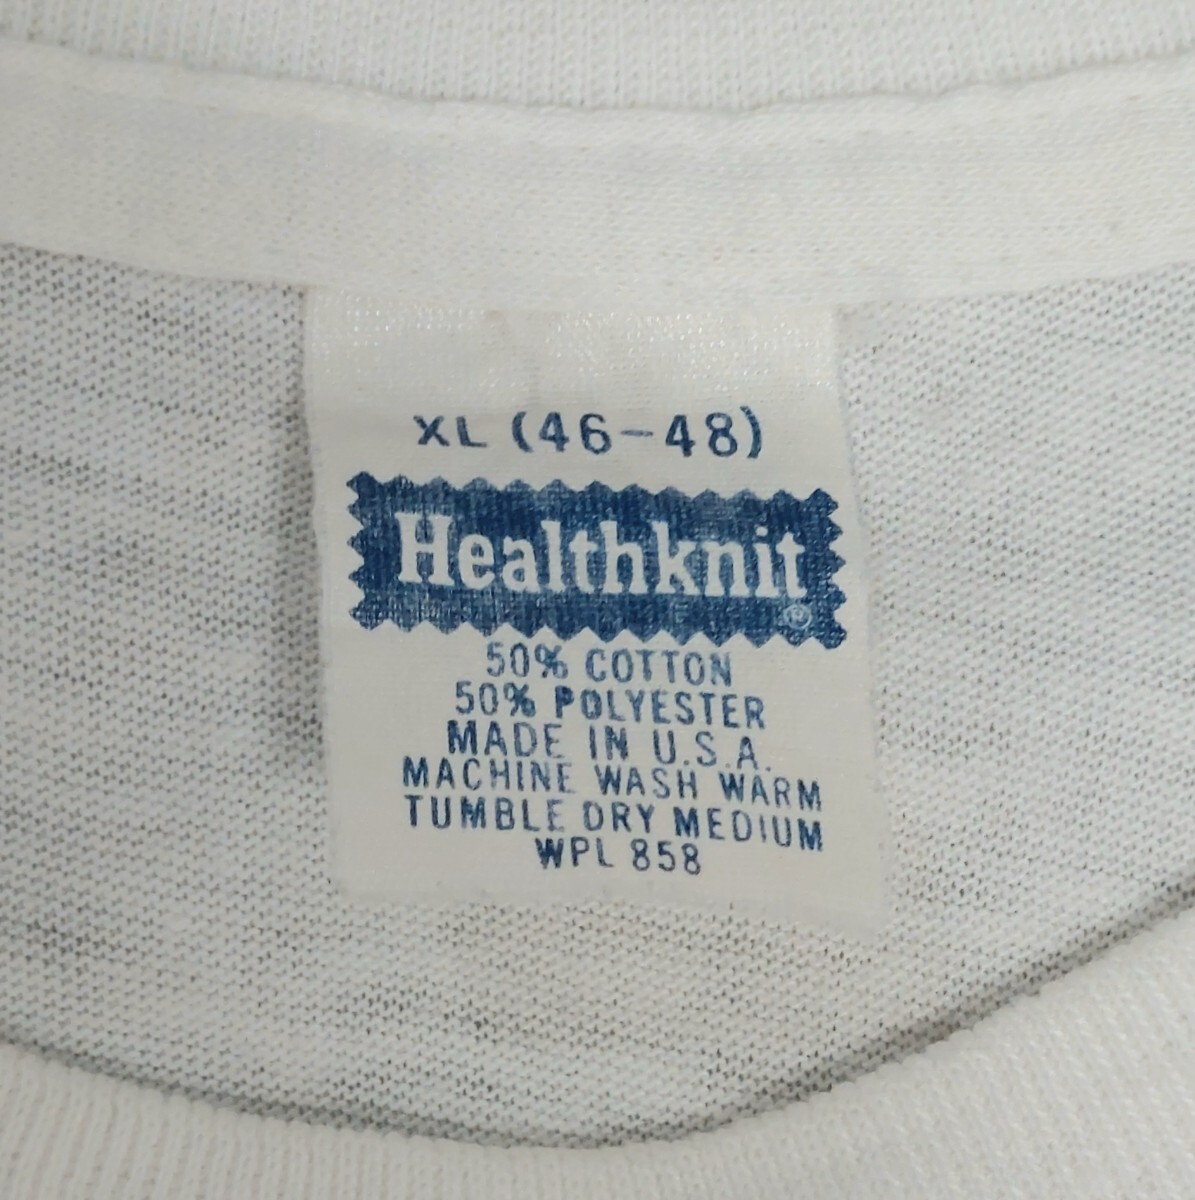 XL (46-48)
Healthknit
®
50% COTTON
50% POLYESTER
MADE IN U.S.A.
MACHINE WASH WARM
TUMBLE DRY MEDIUM
WPL 858